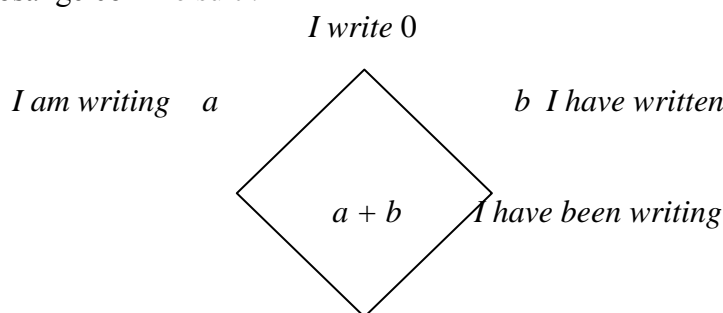 I write 0
I am writing a b I have written
a + b I have been writing